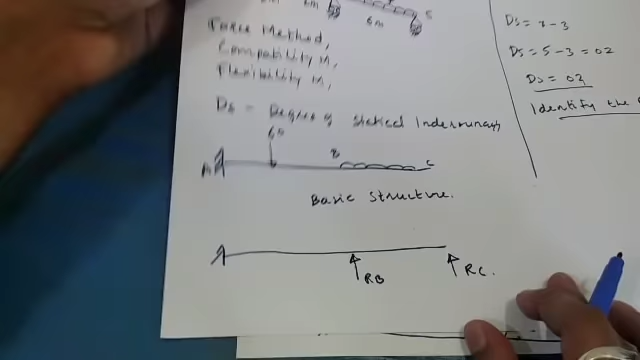 6m
C
Force Method,
Compatibility M,
Flexibility M,
Ds = Degree of Statical Indeterminacy
60
A B C
Basic Structure.
RB RC.
Ds = r - 3
Ds = 5 - 3 = 02
Ds = 02
Identify the